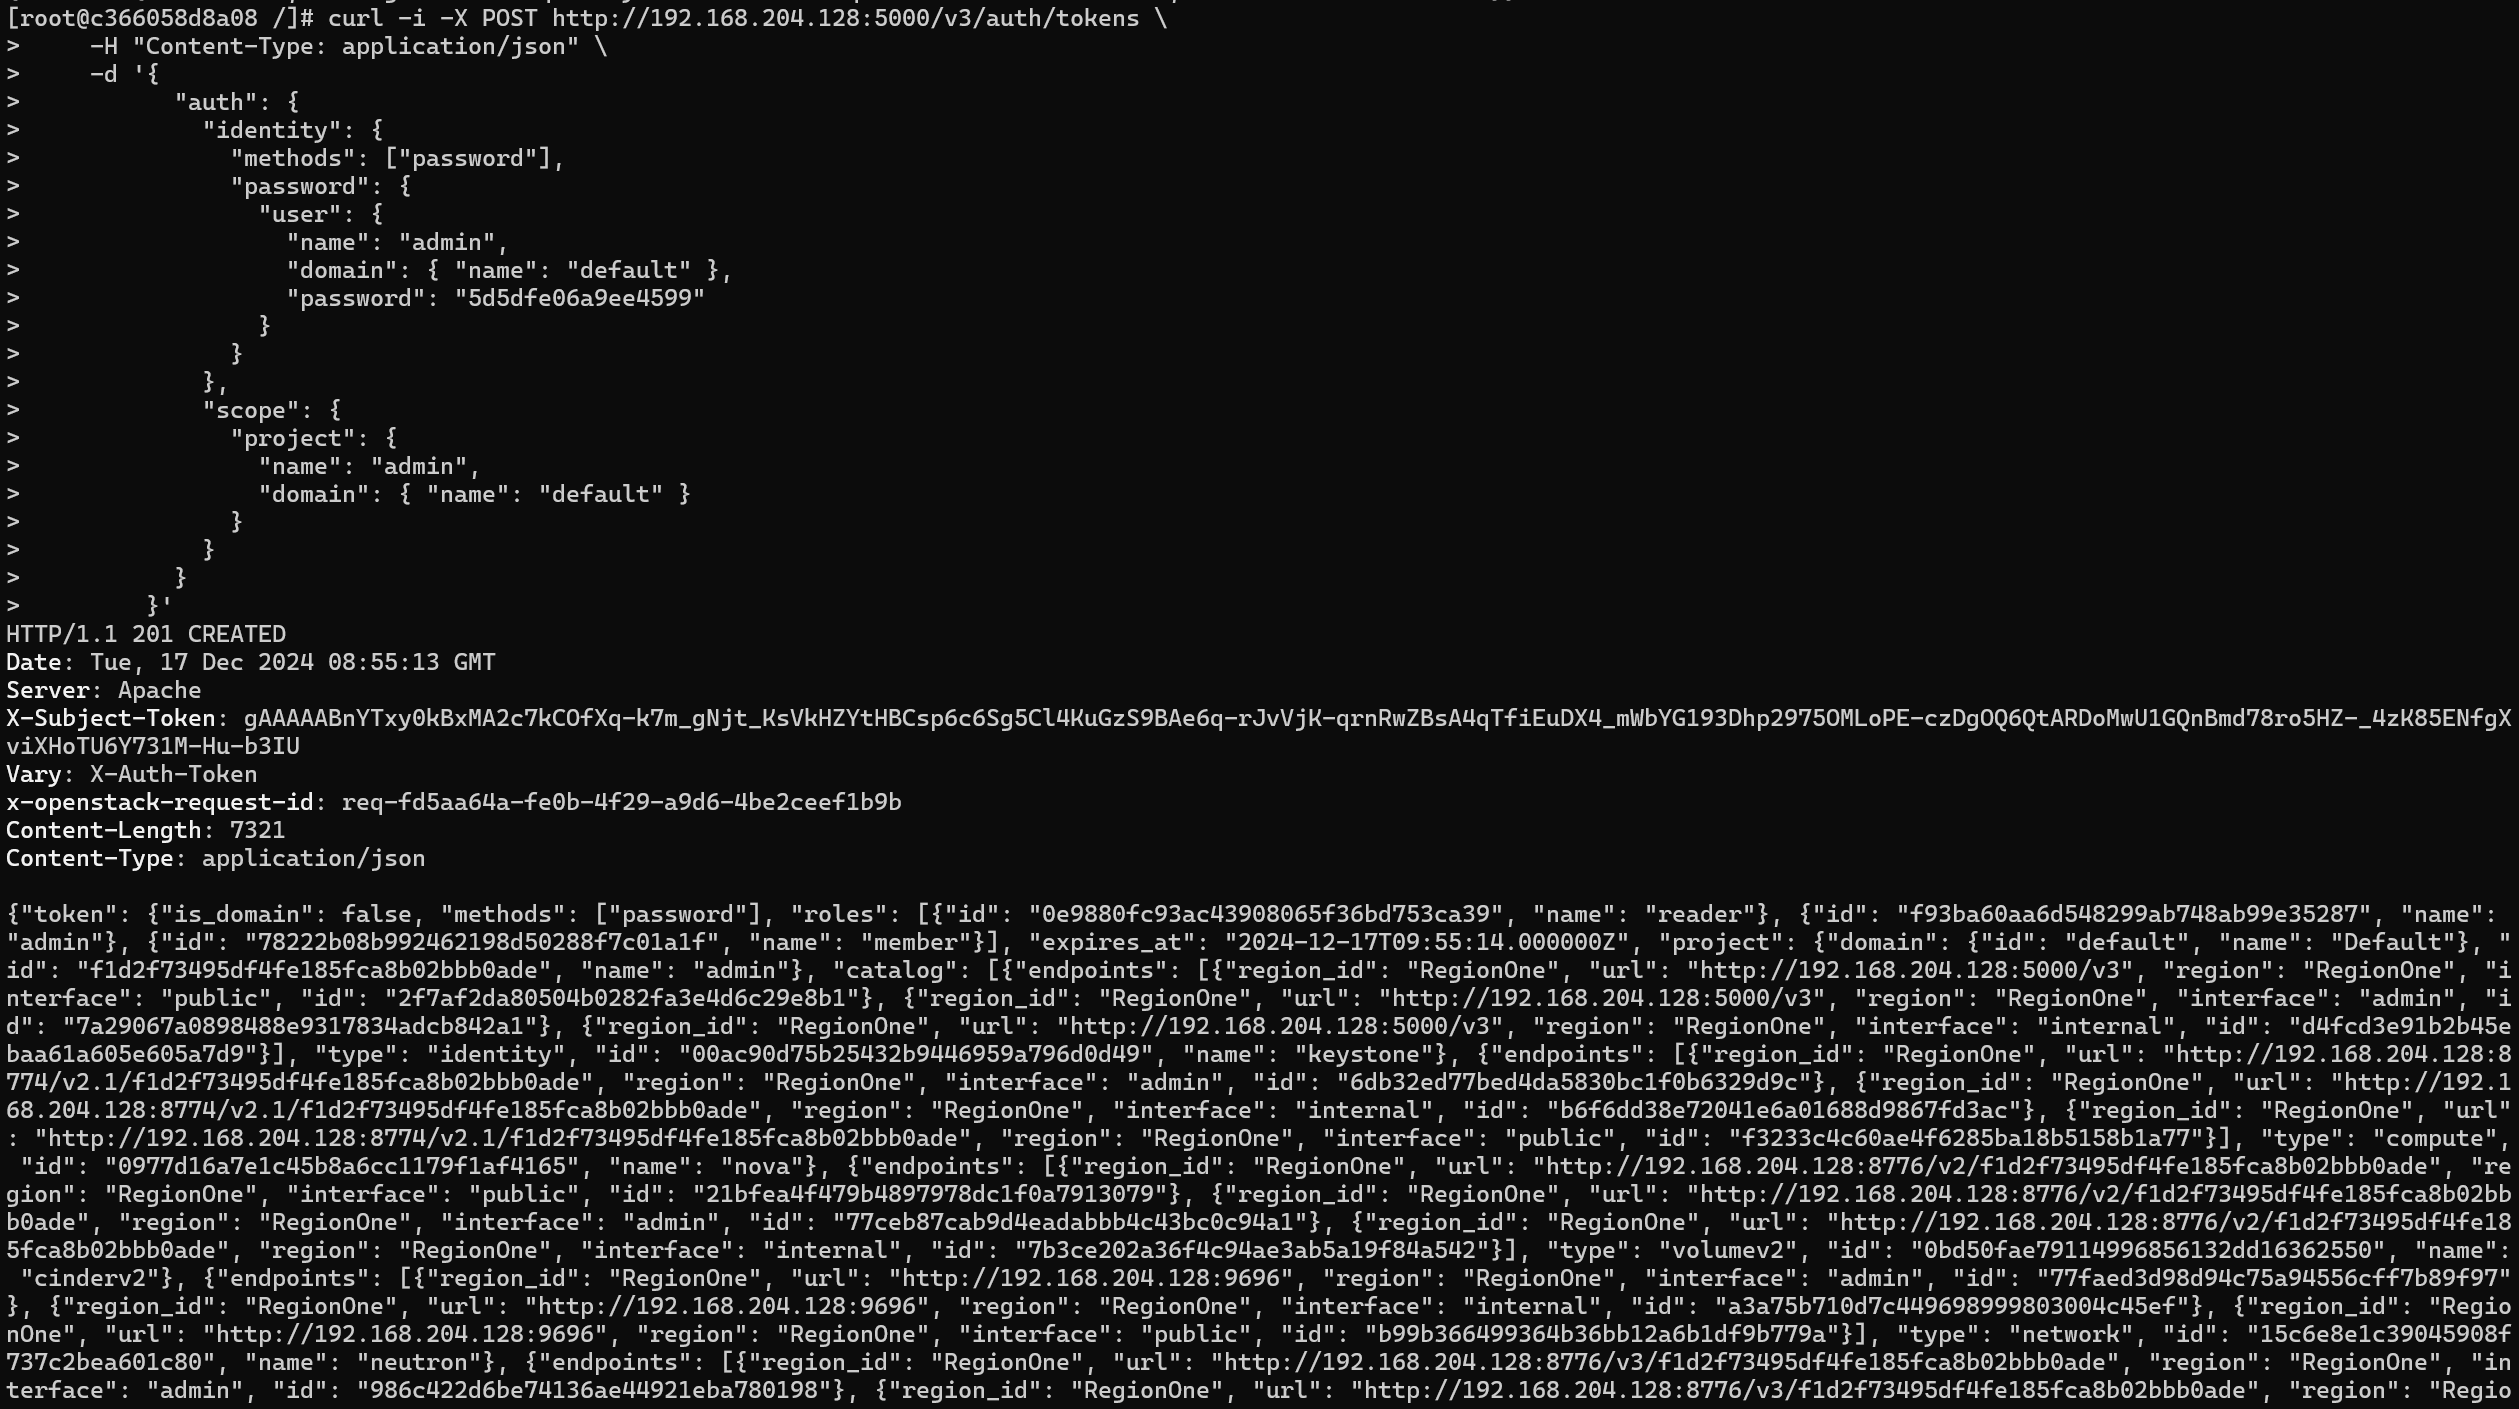 [root@c366058d8a08 /]# curl -i -X POST http://192.168.204.128:5000/v3/auth/tokens \
>     -H "Content-Type: application/json" \
>     -d '{
>           "auth": {
>             "identity": {
>               "methods": ["password"],
>               "password": {
>                 "user": {
>                   "name": "admin",
>                   "domain": { "name": "default" },
>                   "password": "5d5dfe06a9ee4599"
>                 }
>               }
>             },
>             "scope": {
>               "project": {
>                 "name": "admin",
>                 "domain": { "name": "default" }
>               }
>             }
>           }
>         }'
HTTP/1.1 201 CREATED
Date: Tue, 17 Dec 2024 08:55:13 GMT
Server: Apache
X-Subject-Token: gAAAAABnYTxy0kBxMA2c7kCOfXq-k7m_gNjt_KsVkHZYtHBCsp6c6Sg5Cl4KuGzS9BAe6q-rJvVjK-qrnRwZBsA4qTfiEuDX4_mWbYG193Dhp2975OMLoPE-czDgOQ6QtARDoMwU1GQnBmd78ro5HZ-_4zK85ENfgX
viXHoTU6Y731M-Hu-b3IU
Vary: X-Auth-Token
x-openstack-request-id: req-fd5aa64a-fe0b-4f29-a9d6-4be2ceef1b9b
Content-Length: 7321
Content-Type: application/json

{"token": {"is_domain": false, "methods": ["password"], "roles": [{"id": "0e9880fc93ac43908065f36bd753ca39", "name": "reader"}, {"id": "f93ba60aa6d548299ab748ab99e35287", "name":
"admin"}, {"id": "78222b08b992462198d50288f7c01a1f", "name": "member"}], "expires_at": "2024-12-17T09:55:14.000000Z", "project": {"domain": {"id": "default", "name": "Default"}, "
id": "f1d2f73495df4fe185fca8b02bbb0ade", "name": "admin"}, "catalog": [{"endpoints": [{"region_id": "RegionOne", "url": "http://192.168.204.128:5000/v3", "region": "RegionOne", "i
nterface": "public", "id": "2f7af2da80504b0282fa3e4d6c29e8b1"}, {"region_id": "RegionOne", "url": "http://192.168.204.128:5000/v3", "region": "RegionOne", "interface": "admin", "i
d": "7a29067a0898488e9317834adcb842a1"}, {"region_id": "RegionOne", "url": "http://192.168.204.128:5000/v3", "region": "RegionOne", "interface": "internal", "id": "d4fcd3e91b2b45e
baa61a605e605a7d9"}], "type": "identity", "id": "00ac90d75b25432b9446959a796d0d49", "name": "keystone"}, {"endpoints": [{"region_id": "RegionOne", "url": "http://192.168.204.128:8
774/v2.1/f1d2f73495df4fe185fca8b02bbb0ade", "region": "RegionOne", "interface": "admin", "id": "6db32ed77bed4da5830bc1f0b6329d9c"}, {"region_id": "RegionOne", "url": "http://192.1
68.204.128:8774/v2.1/f1d2f73495df4fe185fca8b02bbb0ade", "region": "RegionOne", "interface": "internal", "id": "b6f6dd38e72041e6a01688d9867fd3ac"}, {"region_id": "RegionOne", "url"
: "http://192.168.204.128:8774/v2.1/f1d2f73495df4fe185fca8b02bbb0ade", "region": "RegionOne", "interface": "public", "id": "f3233c4c60ae4f6285ba18b5158b1a77"}], "type": "compute",
 "id": "0977d16a7e1c45b8a6cc1179f1af4165", "name": "nova"}, {"endpoints": [{"region_id": "RegionOne", "url": "http://192.168.204.128:8776/v2/f1d2f73495df4fe185fca8b02bbb0ade", "re
gion": "RegionOne", "interface": "public", "id": "21bfea4f479b4897978dc1f0a7913079"}, {"region_id": "RegionOne", "url": "http://192.168.204.128:8776/v2/f1d2f73495df4fe185fca8b02bb
b0ade", "region": "RegionOne", "interface": "admin", "id": "77ceb87cab9d4eadabbb4c43bc0c94a1"}, {"region_id": "RegionOne", "url": "http://192.168.204.128:8776/v2/f1d2f73495df4fe18
5fca8b02bbb0ade", "region": "RegionOne", "interface": "internal", "id": "7b3ce202a36f4c94ae3ab5a19f84a542"}], "type": "volumev2", "id": "0bd50fae79114996856132dd16362550", "name":
 "cinderv2"}, {"endpoints": [{"region_id": "RegionOne", "url": "http://192.168.204.128:9696", "region": "RegionOne", "interface": "admin", "id": "77faed3d98d94c75a94556cff7b89f97"
}, {"region_id": "RegionOne", "url": "http://192.168.204.128:9696", "region": "RegionOne", "interface": "internal", "id": "a3a75b710d7c449698999803004c45ef"}, {"region_id": "Regio
nOne", "url": "http://192.168.204.128:9696", "region": "RegionOne", "interface": "public", "id": "b99b366499364b36bb12a6b1df9b779a"}], "type": "network", "id": "15c6e8e1c39045908f
737c2bea601c80", "name": "neutron"}, {"endpoints": [{"region_id": "RegionOne", "url": "http://192.168.204.128:8776/v3/f1d2f73495df4fe185fca8b02bbb0ade", "region": "RegionOne", "in
terface": "admin", "id": "986c422d6be74136ae44921eba780198"}, {"region_id": "RegionOne", "url": "http://192.168.204.128:8776/v3/f1d2f73495df4fe185fca8b02bbb0ade", "region": "Regio